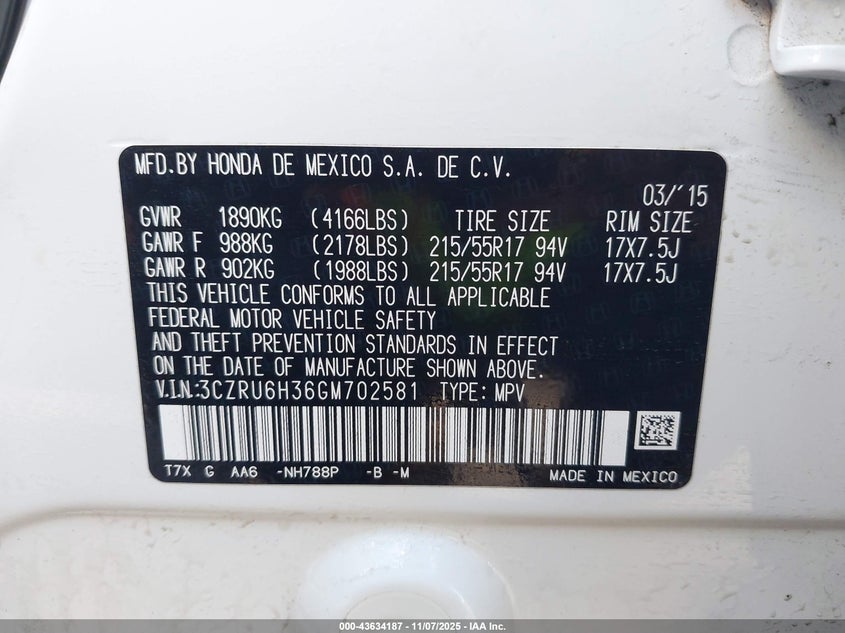 MFD.BY HONDA DE MEXICO S.A. DE C.V.
03/'15
GVWR 1890KG (4166LBS) TIRE SIZE RIM SIZE
GAWR F 988KG (2178LBS) 215/55R17 94V 17X7.5J
GAWR R 902KG (1988LBS) 215/55R17 94V 17X7.5J
THIS VEHICLE CONFORMS TO ALL APPLICABLE
FEDERAL MOTOR VEHICLE SAFETY
AND THEFT PREVENTION STANDARDS IN EFFECT
ON THE DATE OF MANUFACTURE SHOWN ABOVE.
V.I.N:3CZRU6H36GM702581 TYPE: MPV
T7X G AA6 -NH788P -B -M MADE IN MEXICO
000-43634187 - 11/07/2025 - IAA Inc.